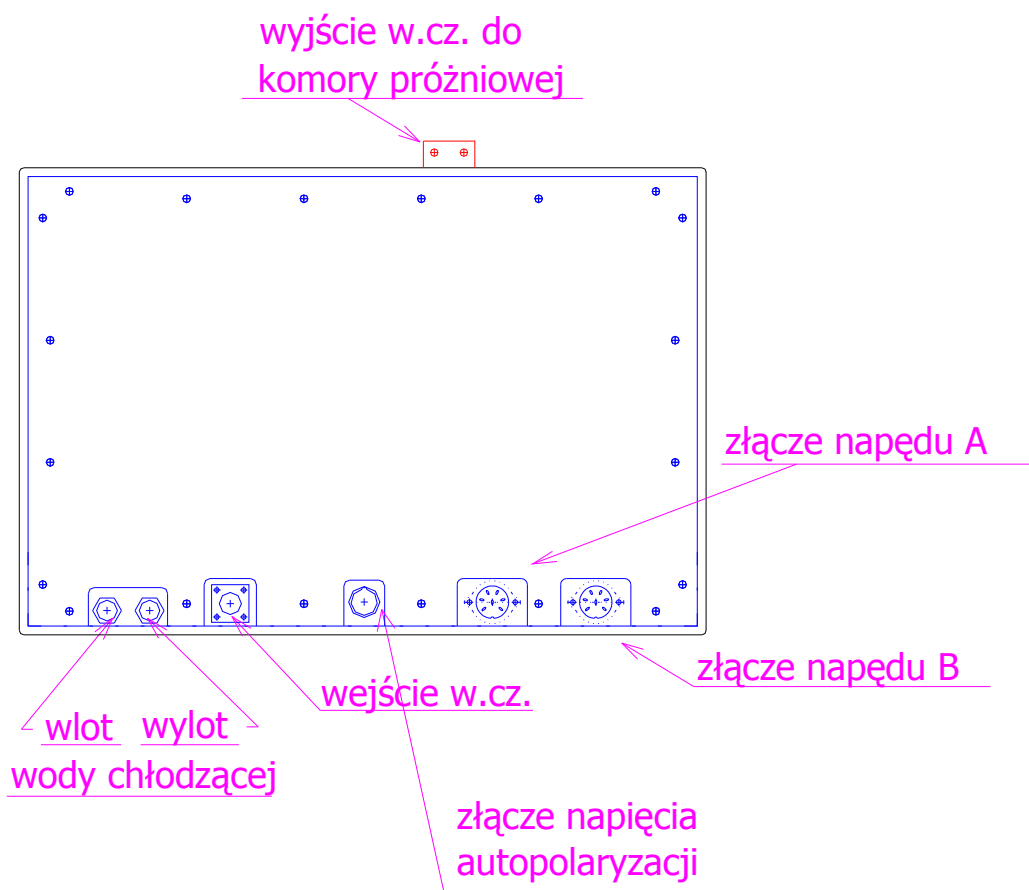 wyjście w.cz. do
komory próżniowej
złącze napędu A
złącze napędu B
wejście w.cz.
wlot wylot
wody chłodzącej
złącze napięcia
autopolaryzacji